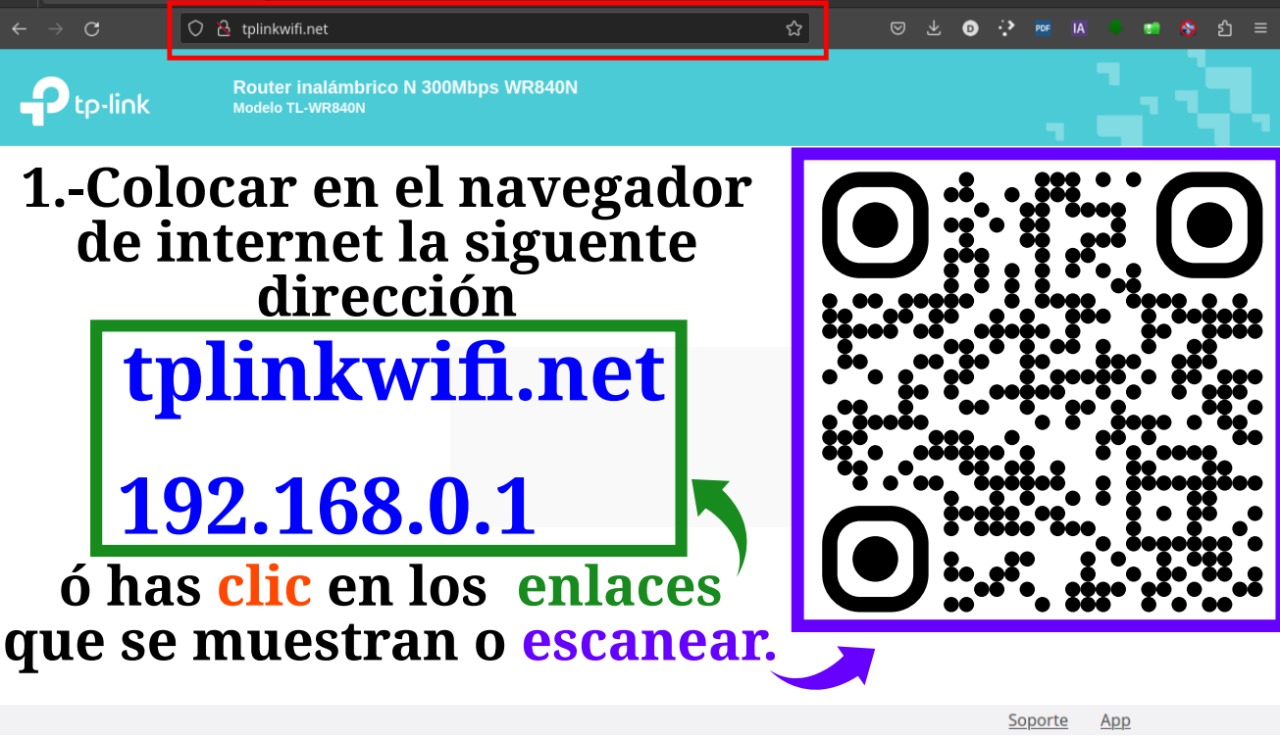 tplinkwifi.net
PDF
IA
tp-link
Router inalámbrico N 300Mbps WR840N
Modelo TL-WR840N
1.-Colocar en el navegador
de internet la siguente
dirección
tplinkwifi.net
192.168.0.1
ó has clic en los enlaces
que se muestran o escanear.
Soporte App